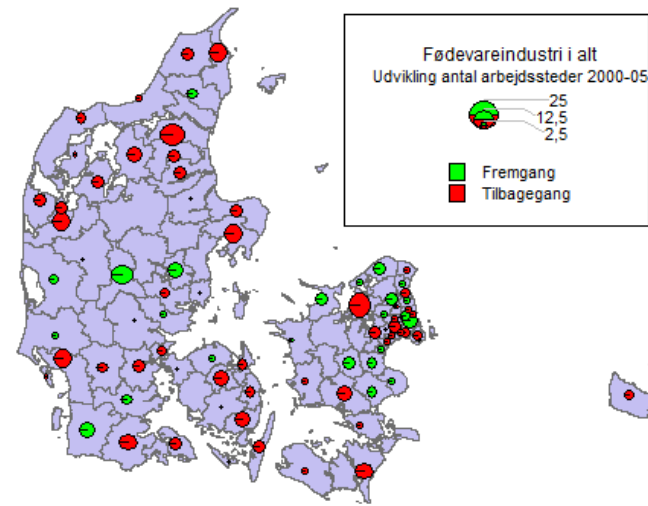 Fødevareindustri i alt
Udvikling antal arbejdssteder 2000-05
25
12,5
2,5
Fremgang
Tilbagegang